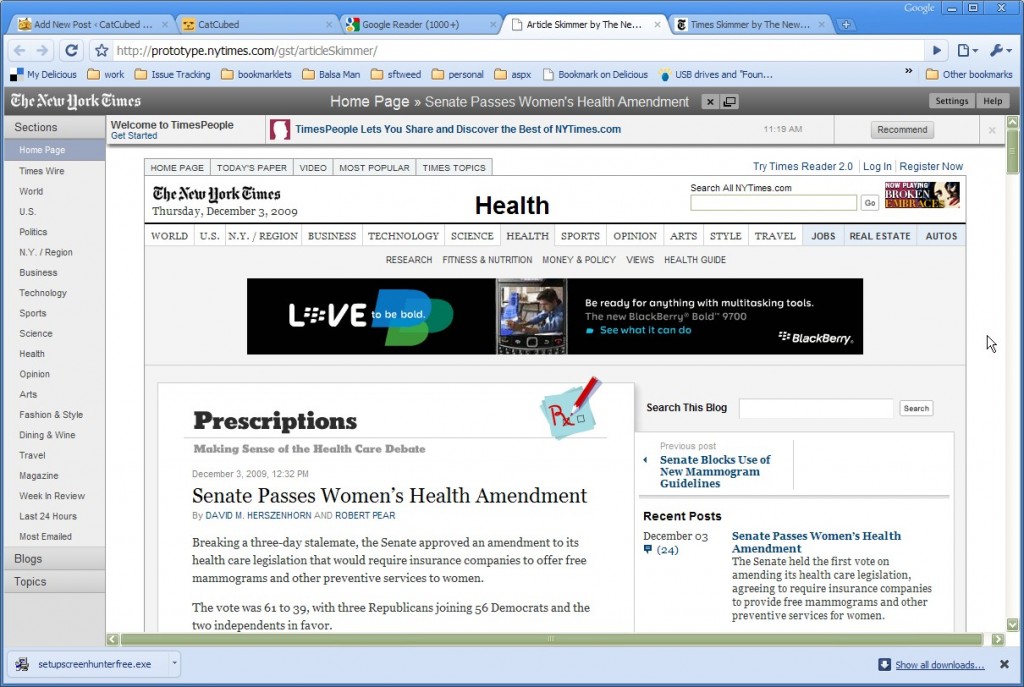 Google
Add New Post ‹ CatCubed ...
CatCubed
Google Reader (1000+)
Article Skimmer by The Ne...
Times Skimmer by The New...
http://prototype.nytimes.com/gst/articleSkimmer/
My Delicious work Issue Tracking bookmarklets Balsa Man sftweed personal aspx Bookmark on Delicious USB drives and "Foun... » Other bookmarks
The New York Times
Home Page » Senate Passes Women's Health Amendment
Settings Help
Sections
Home Page
Times Wire
World
U.S.
Politics
N.Y. / Region
Business
Technology
Sports
Science
Health
Opinion
Arts
Fashion & Style
Dining & Wine
Travel
Magazine
Week In Review
Last 24 Hours
Most Emailed
Blogs
Topics
Welcome to TimesPeople
Get Started
TimesPeople Lets You Share and Discover the Best of NYTimes.com
11:19 AM
Recommend
HOME PAGE TODAY'S PAPER VIDEO MOST POPULAR TIMES TOPICS
Try Times Reader 2.0 Log In Register Now
The New York Times
Thursday, December 3, 2009
Health
Search All NYTimes.com
Go
NOW PLAYING
BROKEN
EMBRACES
WORLD U.S. N.Y. / REGION BUSINESS TECHNOLOGY SCIENCE HEALTH SPORTS OPINION ARTS STYLE TRAVEL JOBS REAL ESTATE AUTOS
RESEARCH FITNESS & NUTRITION MONEY & POLICY VIEWS HEALTH GUIDE
LOVE to be bold.
Be ready for anything with multitasking tools.
The new BlackBerry® Bold™ 9700
See what it can do
BlackBerry.
Prescriptions
Rx
Making Sense of the Health Care Debate
December 3, 2009, 12:32 PM
Senate Passes Women's Health Amendment
By DAVID M. HERSZENHORN AND ROBERT PEAR
Breaking a three-day stalemate, the Senate approved an amendment to its
health care legislation that would require insurance companies to offer free
mammograms and other preventive services to women.
The vote was 61 to 39, with three Republicans joining 56 Democrats and the
two independents in favor.
Search This Blog
Search
Previous post
Senate Blocks Use of
New Mammogram
Guidelines
Recent Posts
December 03
(24)
Senate Passes Women's Health
Amendment
The Senate held the first vote on
amending its health care legislation,
agreeing to require insurance companies
to provide free mammograms and other
preventive services for women.
setupscreenhunterfree.exe
Show all downloads...